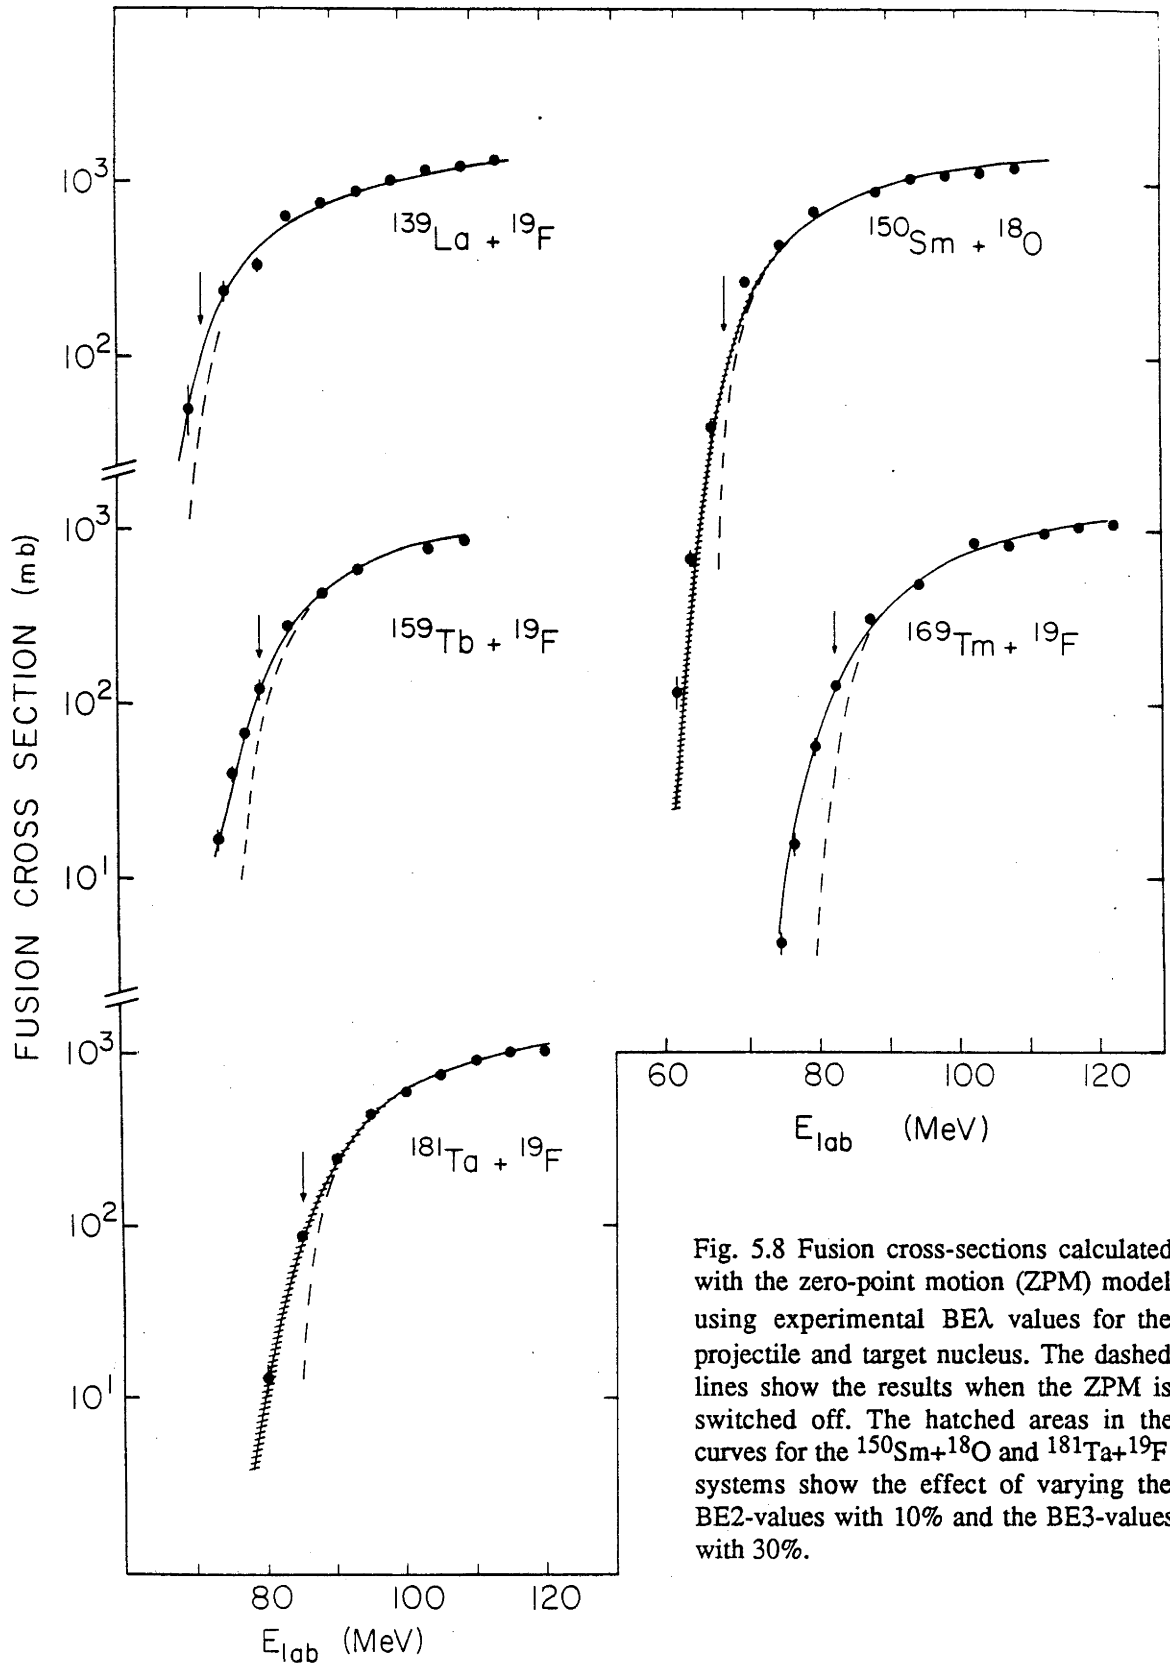 FUSION CROSS SECTION (mb)
10³
10²
¹³⁹La + ¹⁹F
¹⁵⁰Sm + ¹⁸O
10³
10²
10¹
¹⁵⁹Tb + ¹⁹F
¹⁶⁹Tm + ¹⁹F
10³
10²
10¹
¹⁸¹Ta + ¹⁹F
60 80 100 120
E_lab (MeV)
80 100 120
E_lab (MeV)
Fig. 5.8 Fusion cross-sections calculated
with the zero-point motion (ZPM) model
using experimental BEλ values for the
projectile and target nucleus. The dashed
lines show the results when the ZPM is
switched off. The hatched areas in the
curves for the ¹⁵⁰Sm+¹⁸O and ¹⁸¹Ta+¹⁹F
systems show the effect of varying the
BE2-values with 10% and the BE3-values
with 30%.